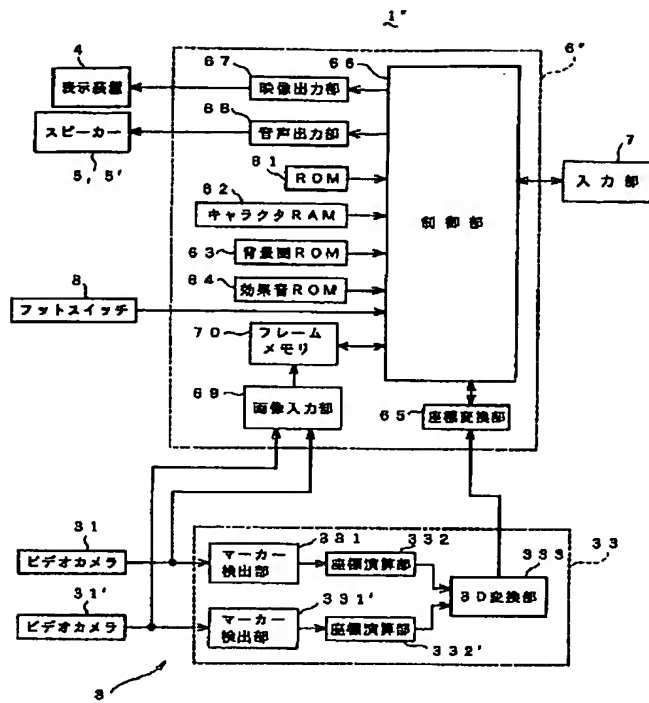 1"
4
表示装置
スピーカー
5, 5'
67
映像出力部
68
音声出力部
61
ROM
62
キャラクタRAM
63
背景画ROM
64
効果音ROM
8
フットスイッチ
70
フレーム
メモリ
69
画像入力部
66
制御部
6"
7
入力部
65
座標変換部
31
ビデオカメラ
31'
ビデオカメラ
331
マーカー
検出部
332
座標演算部
333
3D変換部
33
331'
マーカー
検出部
座標演算部
332'
3